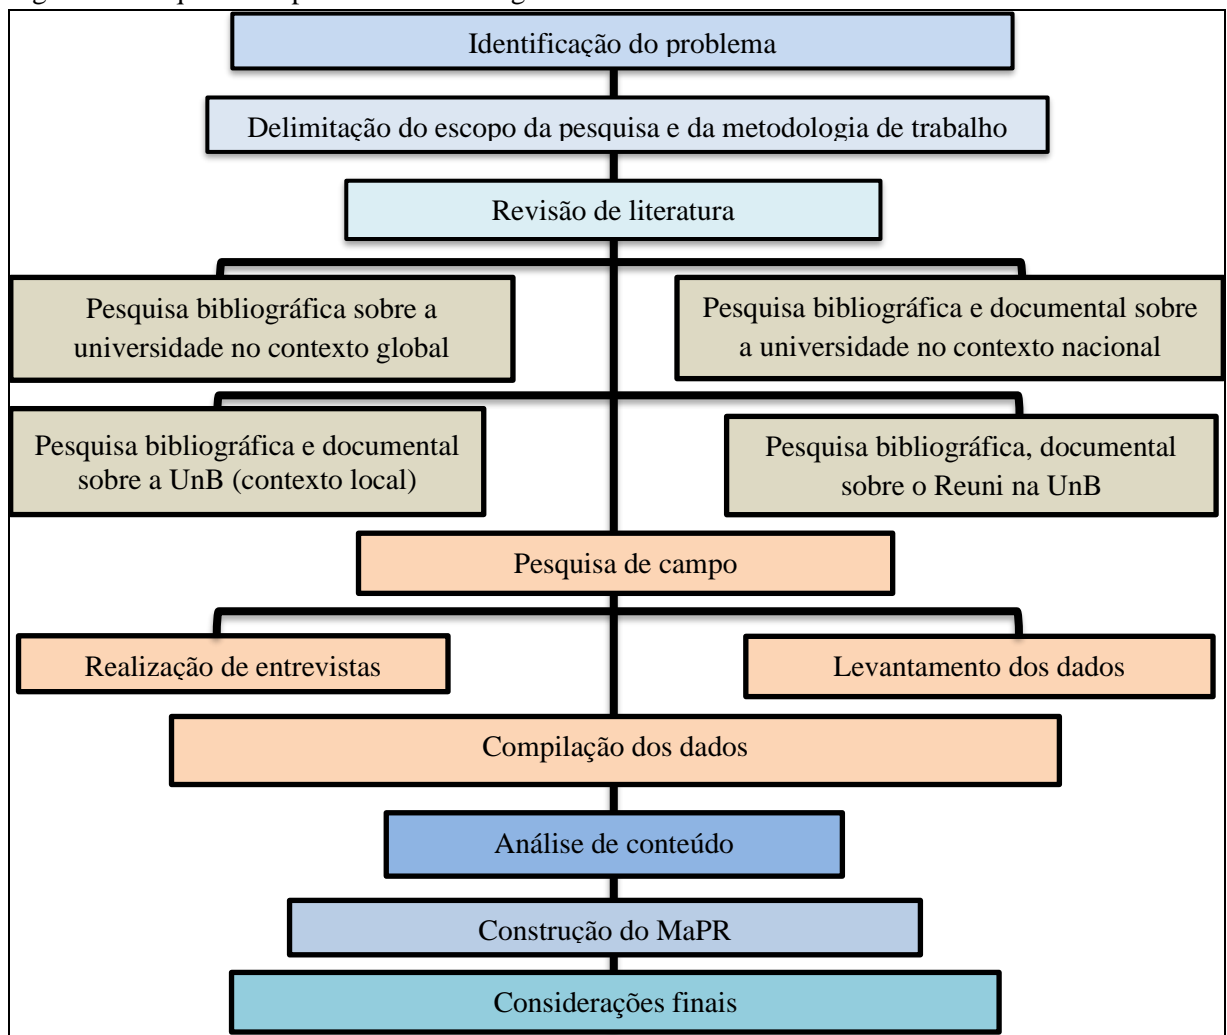 Identificação do problema
Delimitação do escopo da pesquisa e da metodologia de trabalho
Revisão de literatura
Pesquisa bibliográfica sobre a
universidade no contexto global
Pesquisa bibliográfica e documental sobre
a universidade no contexto nacional
Pesquisa bibliográfica e documental
sobre a UnB (contexto local)
Pesquisa bibliográfica, documental
sobre o Reuni na UnB
Pesquisa de campo
Realização de entrevistas
Levantamento dos dados
Compilação dos dados
Análise de conteúdo
Construção do MaPR
Considerações finais